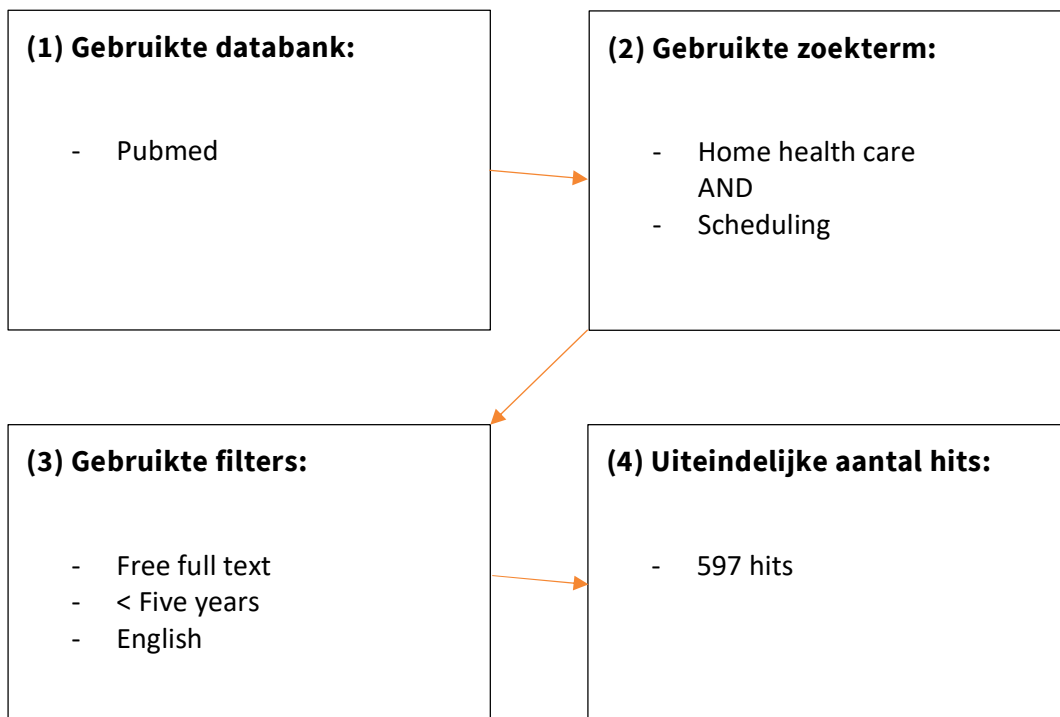 (1) Gebruikte databank:
- Pubmed
(2) Gebruikte zoekterm:
- Home health care
AND
- Scheduling
(3) Gebruikte filters:
- Free full text
- < Five years
- English
(4) Uiteindelijke aantal hits:
- 597 hits